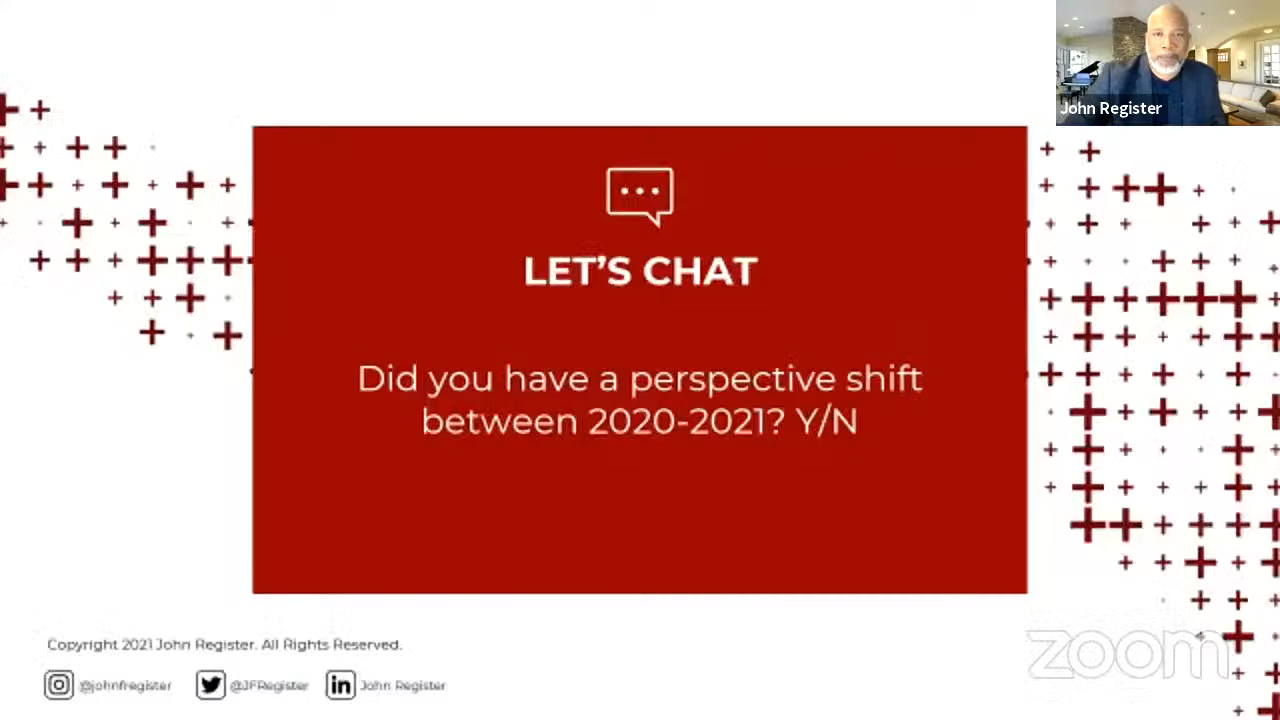 John Register
LET'S CHAT
Did you have a perspective shift
between 2020-2021? Y/N
Copyright 2021 John Register. All Rights Reserved.
@johnfregister @JFRegister in John Register
zoom